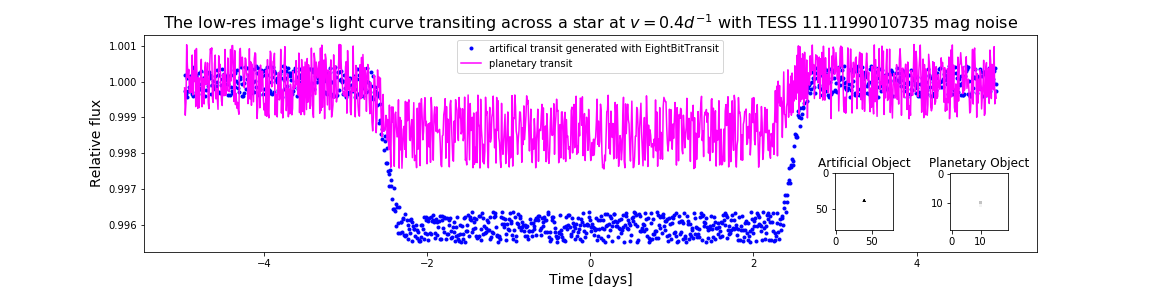 The low-res image's light curve transiting across a star at v = 0.4d⁻¹ with TESS 11.1199010735 mag noise
artifical transit generated with EightBitTransit
planetary transit
Relative flux
1.001
1.000
0.999
0.998
0.997
0.996
Artificial Object
0
50
0 50
Planetary Object
0
10
0 10
−4 −2 0 2 4
Time [days]